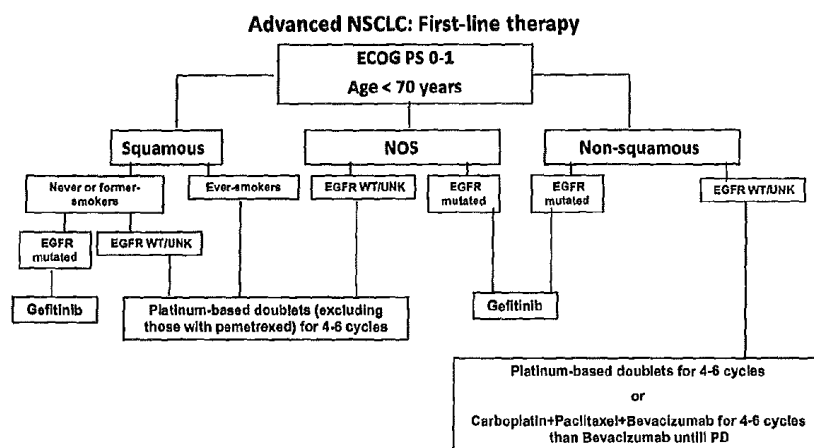 Advanced NSCLC: First-line therapy
ECOG PS 0-1
Age < 70 years
Squamous
NOS
Non-squamous
Never or former-
smokers
Ever-smokers
EGFR WT/UNK
EGFR
mutated
EGFR
mutated
EGFR WT/UNK
EGFR
mutated
EGFR WT/UNK
Gefitinib
Platinum-based doublets (excluding
those with pemetrexed) for 4-6 cycles
Gefitinib
Platinum-based doublets for 4-6 cycles
or
Carboplatin+Paclitaxel+Bevacizumab for 4-6 cycles
than Bevacizumab untill PD